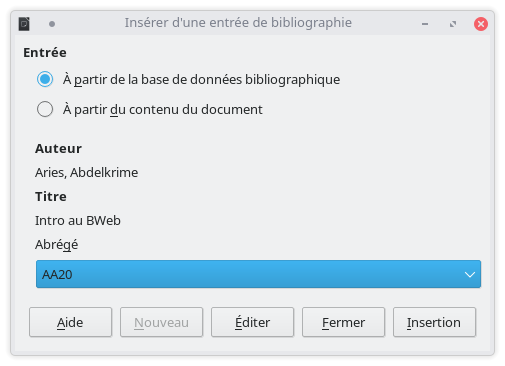 Insérer d'une entrée de bibliographie
Entrée
À partir de la base de données bibliographique
À partir du contenu du document
Auteur
Aries, Abdelkrime
Titre
Intro au BWeb
Abrégé
AA20
Aide
Nouveau
Éditer
Fermer
Insertion